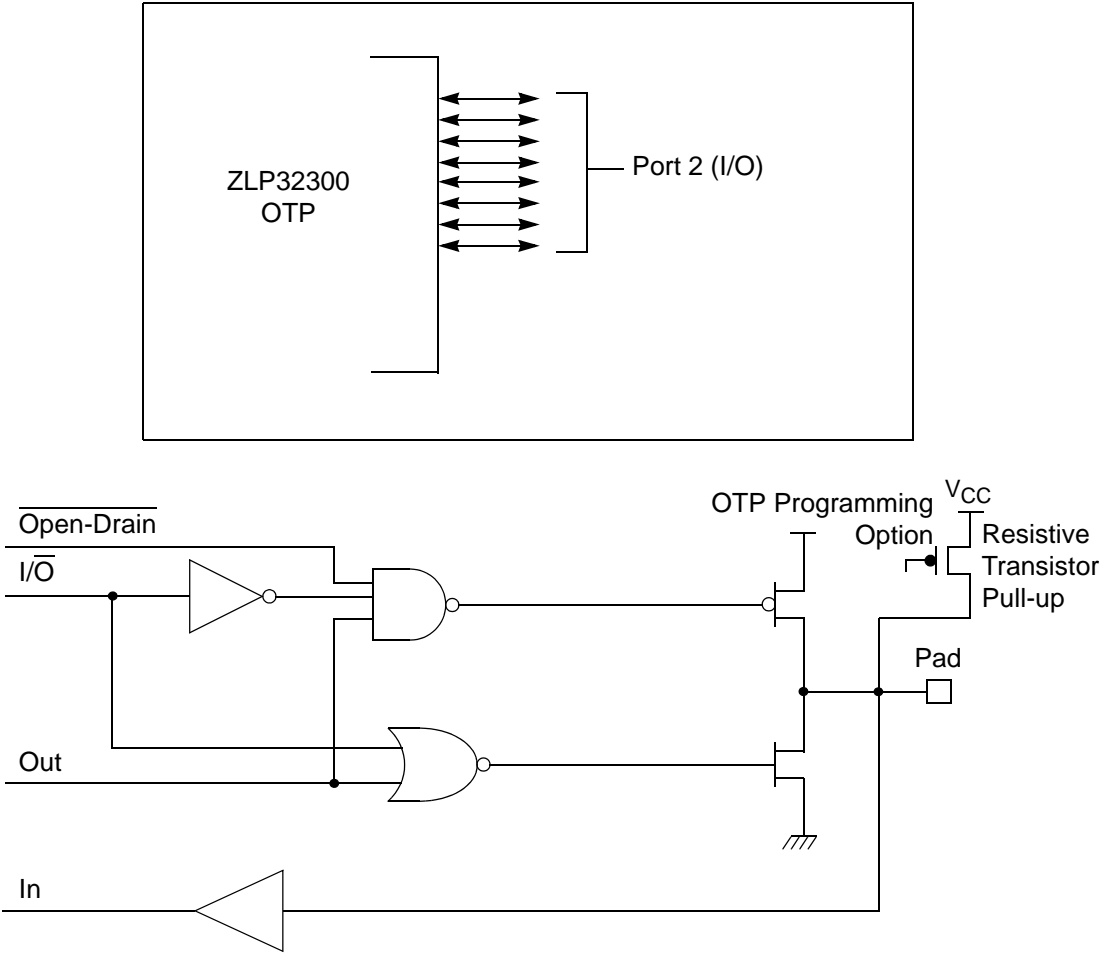 ZLP32300
OTP
Port 2 (I/O)
Open-Drain
I/O
Out
In
OTP Programming
Option
VCC
Resistive
Transistor
Pull-up
Pad